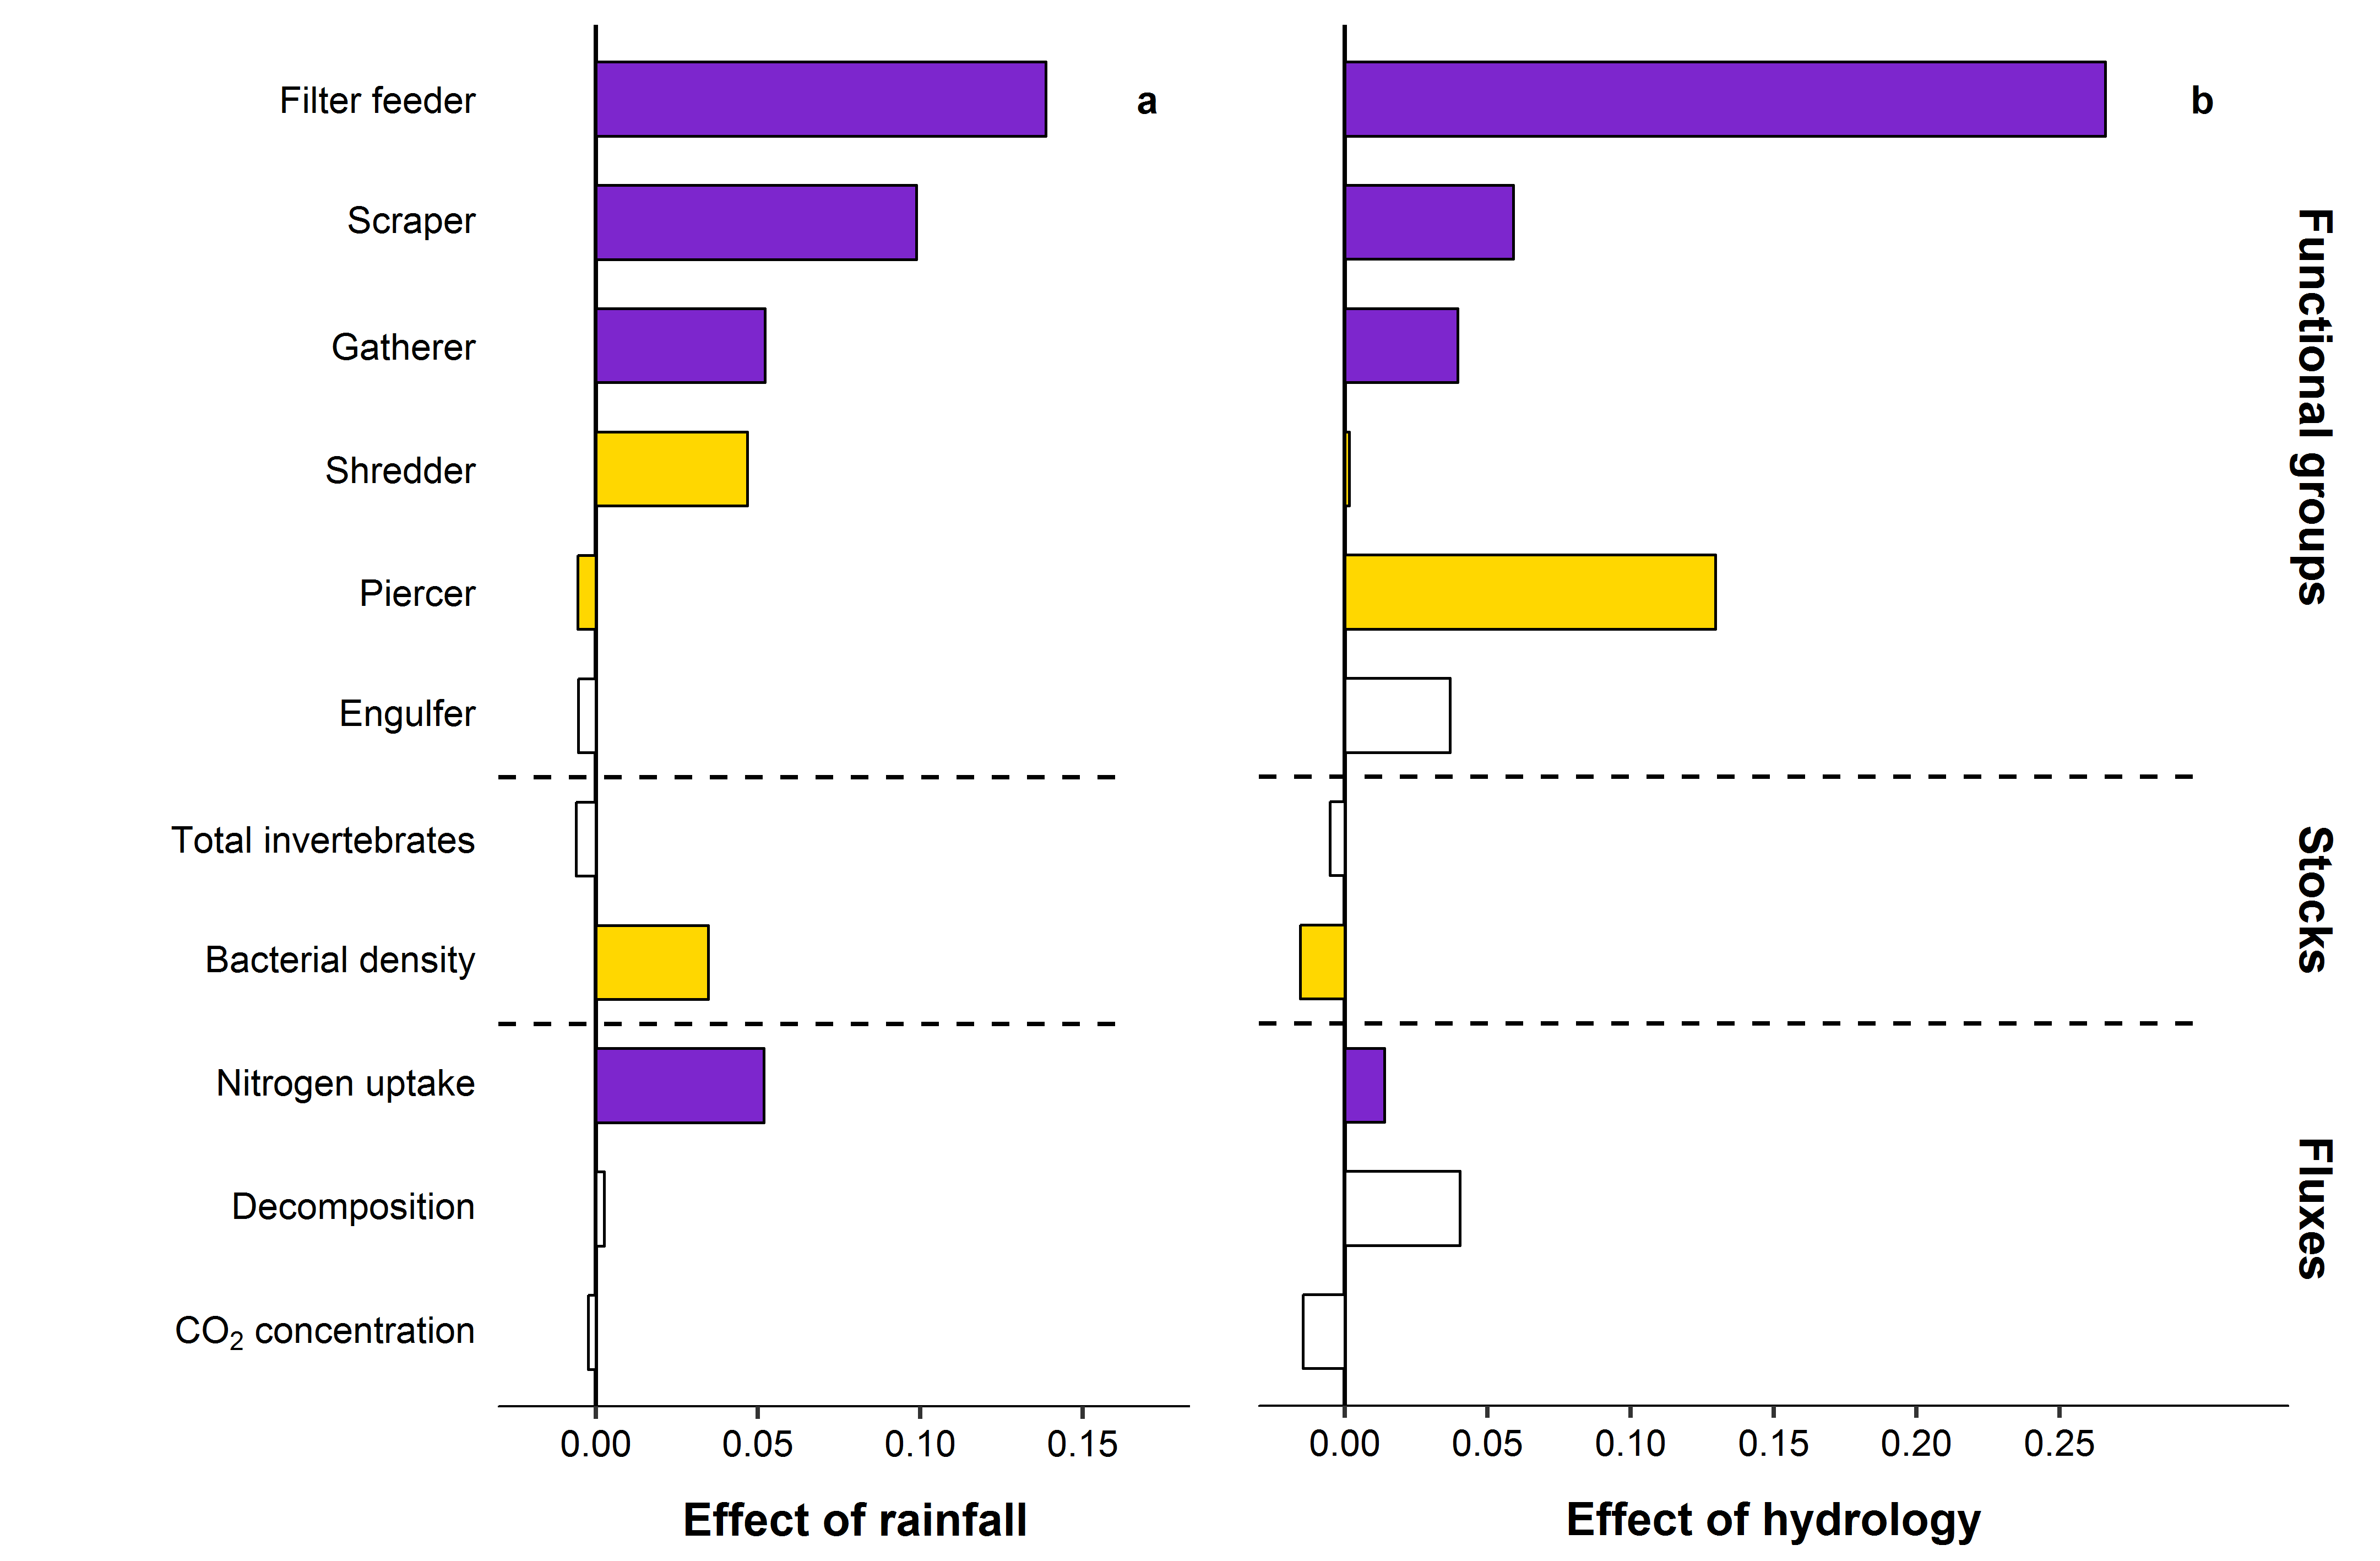 Filter feeder
a
b
Scraper
Gatherer
Shredder
Piercer
Engulfer
Functional groups
Total invertebrates
Bacterial density
Stocks
Nitrogen uptake
Decomposition
CO₂ concentration
Fluxes
0.00 0.05 0.10 0.15
0.00 0.05 0.10 0.15 0.20 0.25
Effect of rainfall
Effect of hydrology